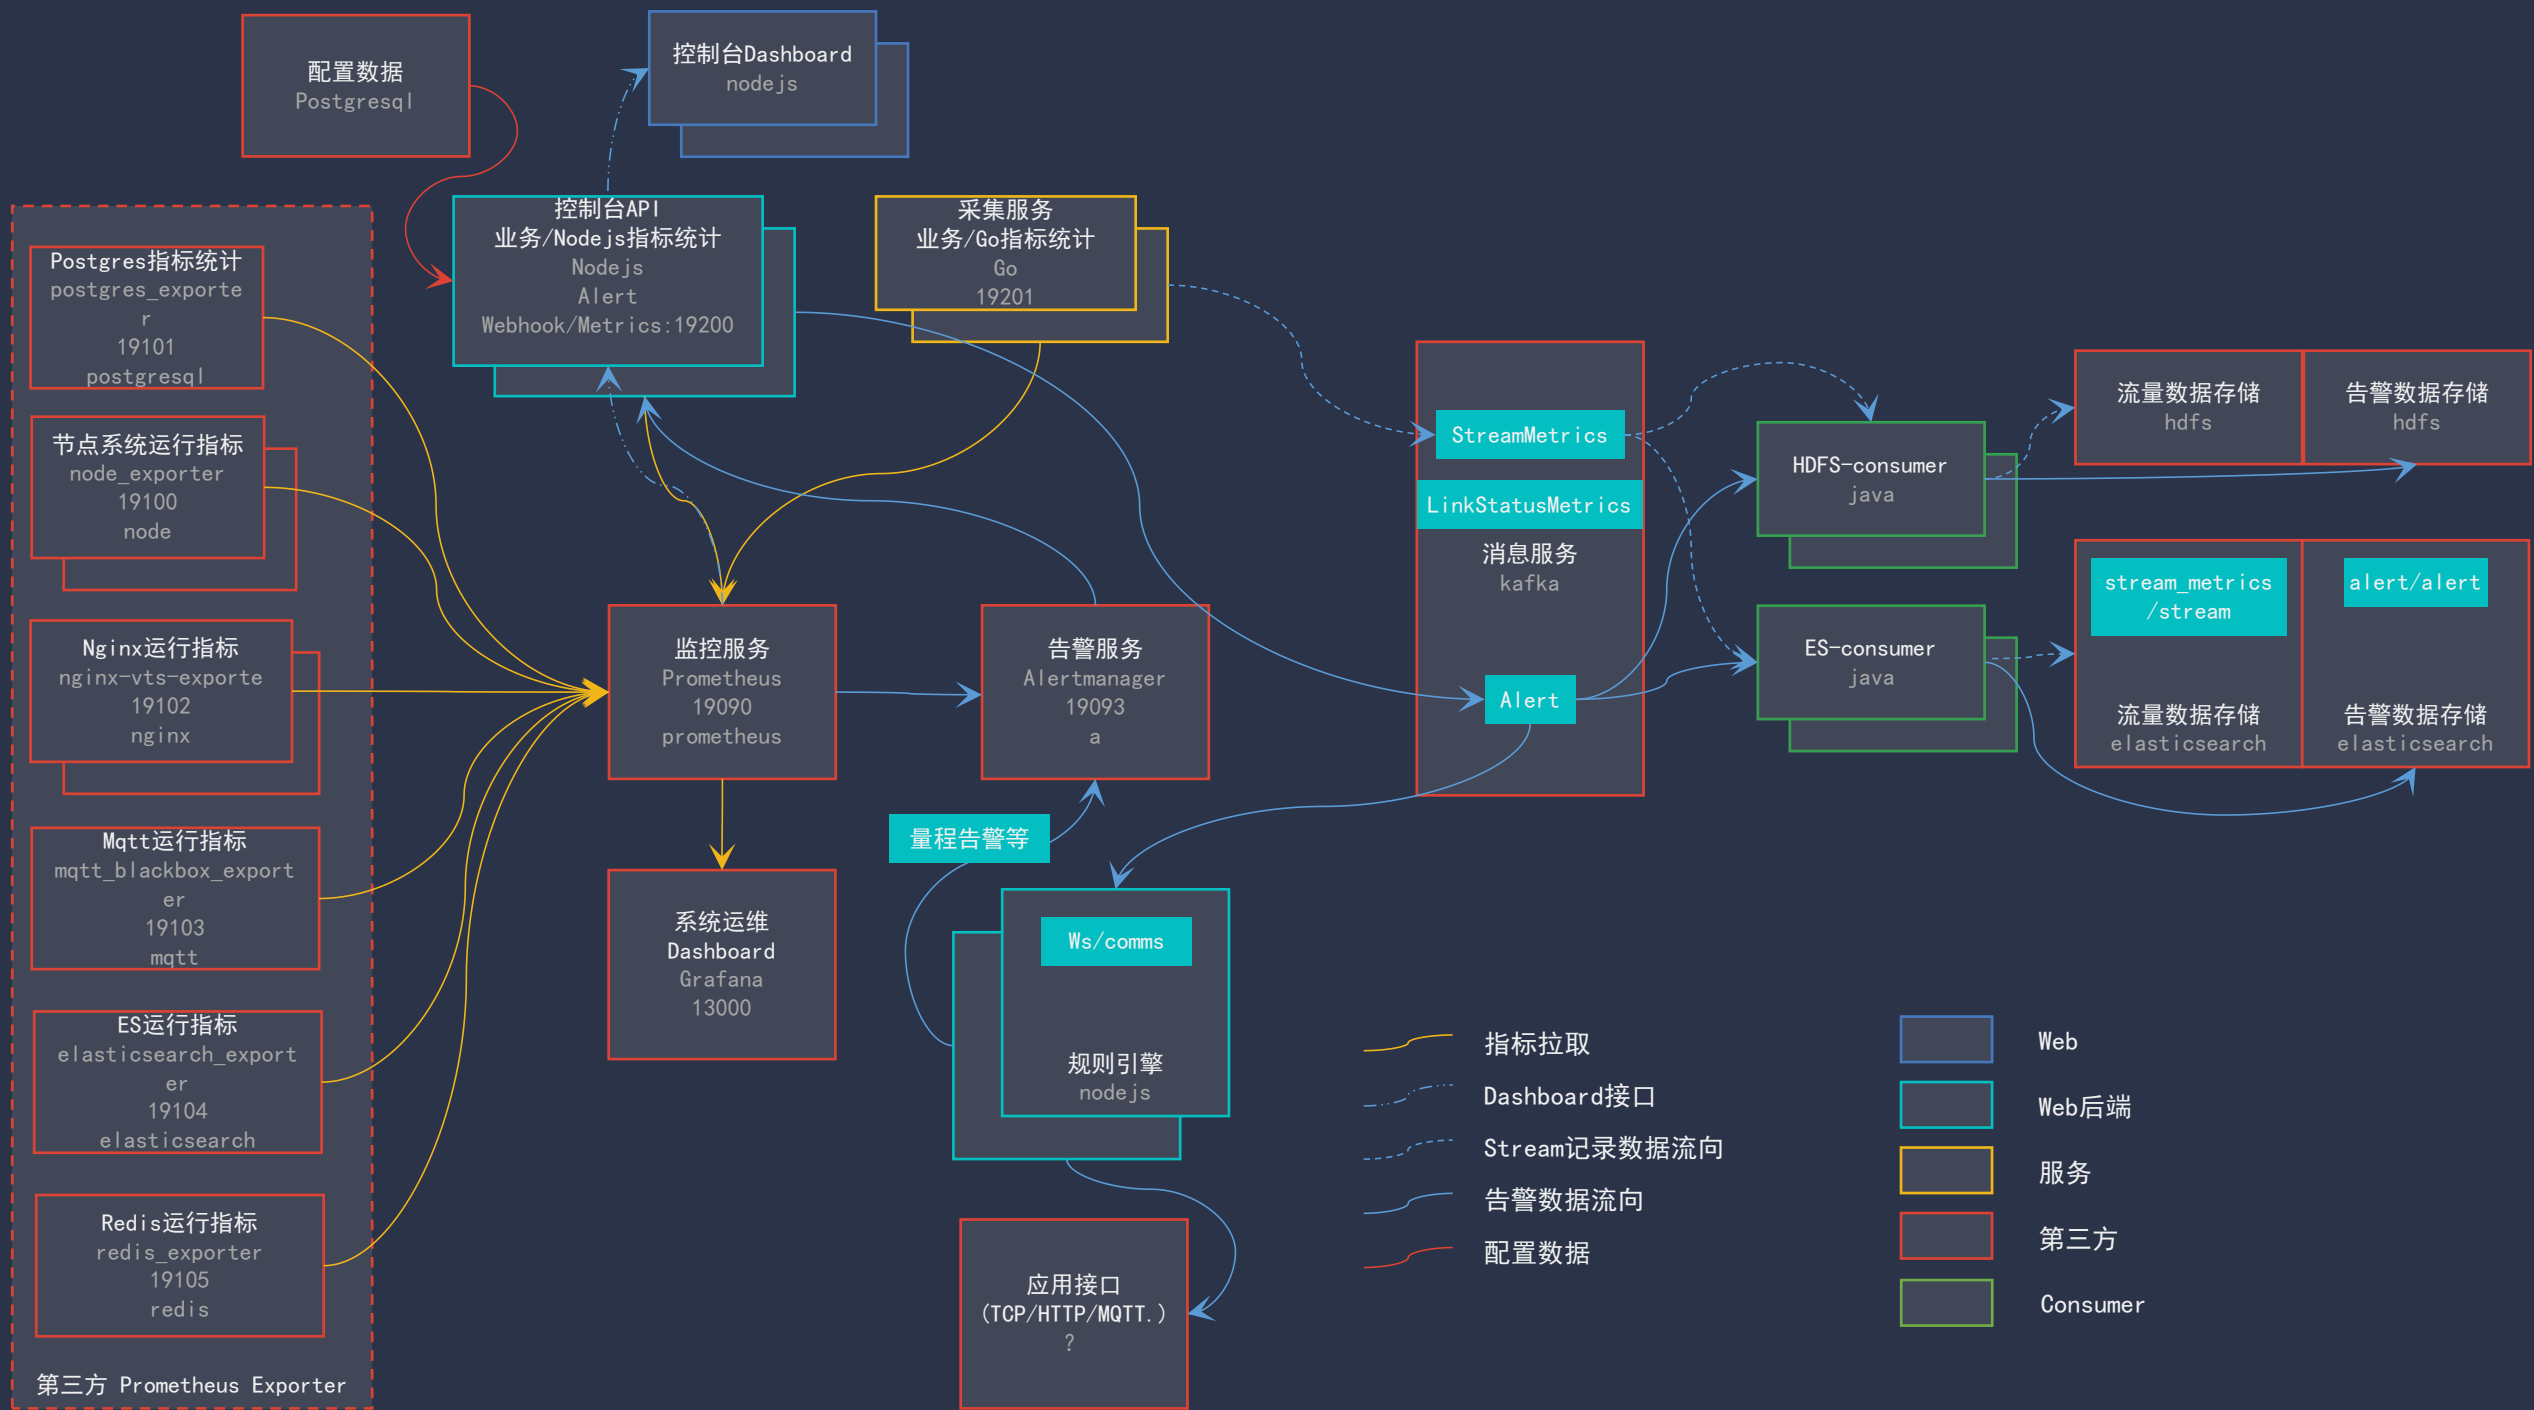 配置数据
Postgresql
控制台Dashboard
nodejs
控制台API
业务/Nodejs指标统计
Nodejs
Alert
Webhook/Metrics:19200
采集服务
业务/Go指标统计
Go
19201
Postgres指标统计
postgres_exporte
r
19101
postgresql
节点系统运行指标
node_exporter
19100
node
Nginx运行指标
nginx-vts-exporte
19102
nginx
Mqtt运行指标
mqtt_blackbox_export
er
19103
mqtt
ES运行指标
elasticsearch_export
er
19104
elasticsearch
Redis运行指标
redis_exporter
19105
redis
第三方 Prometheus Exporter
监控服务
Prometheus
19090
prometheus
告警服务
Alertmanager
19093
a
系统运维
Dashboard
Grafana
13000
量程告警等
Ws/comms
规则引擎
nodejs
应用接口
(TCP/HTTP/MQTT.)
?
StreamMetrics
LinkStatusMetrics
消息服务
kafka
Alert
HDFS-consumer
java
ES-consumer
java
流量数据存储
hdfs
告警数据存储
hdfs
stream_metrics
/stream
流量数据存储
elasticsearch
alert/alert
告警数据存储
elasticsearch
指标拉取
Dashboard接口
Stream记录数据流向
告警数据流向
配置数据
Web
Web后端
服务
第三方
Consumer